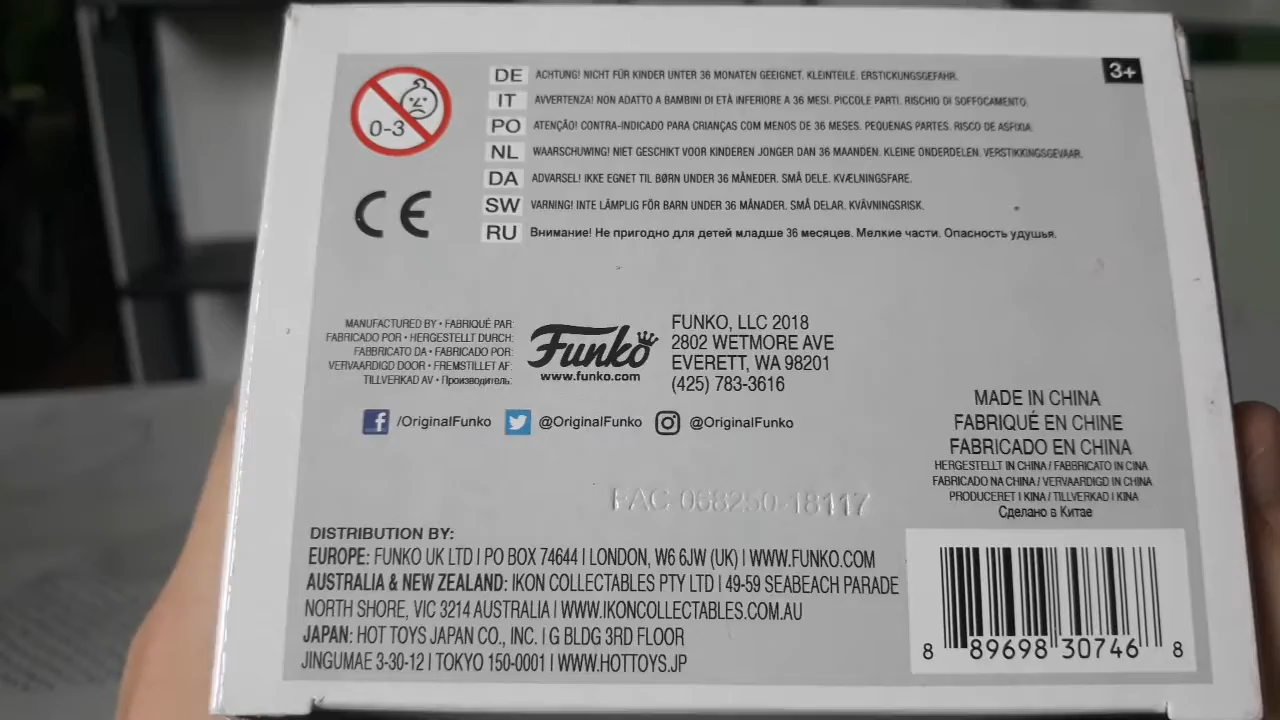 0-3
3+
DE ACHTUNG! NICHT FÜR KINDER UNTER 36 MONATEN GEEIGNET. KLEINTEILE. ERSTICKUNGSGEFAHR.
IT AVVERTENZA! NON ADATTO A BAMBINI DI ETÀ INFERIORE A 36 MESI. PICCOLE PARTI. RISCHIO DI SOFFOCAMENTO.
PO ATENÇÃO! CONTRA-INDICADO PARA CRIANÇAS COM MENOS DE 36 MESES. PEQUENAS PARTES. RISCO DE ASFIXIA.
NL WAARSCHUWING! NIET GESCHIKT VOOR KINDEREN JONGER DAN 36 MAANDEN. KLEINE ONDERDELEN. VERSTIKKINGSGEVAAR.
DA ADVARSEL! IKKE EGNET TIL BØRN UNDER 36 MÅNEDER. SMÅ DELE. KVÆLNINGSFARE.
SW VARNING! INTE LÄMPLIG FÖR BARN UNDER 36 MÅNADER. SMÅ DELAR. KVÄVNINGSRISK.
RU Внимание! Не пригодно для детей младше 36 месяцев. Мелкие части. Опасность удушья.
CE
MANUFACTURED BY • FABRIQUÉ PAR:
FABRICADO POR • HERGESTELLT DURCH:
FABBRICATO DA • FABRICADO POR:
VERVAARDIGD DOOR • FREMSTILLET AF:
TILLVERKAD AV • Производитель:
Funko
www.funko.com
FUNKO, LLC 2018
2802 WETMORE AVE
EVERETT, WA 98201
(425) 783-3616
/OriginalFunko @OriginalFunko @OriginalFunko
MADE IN CHINA
FABRIQUÉ EN CHINE
FABRICADO EN CHINA
HERGESTELLT IN CHINA / FABBRICATO IN CINA
FABRICADO NA CHINA / VERVAARDIGD IN CHINA
PRODUCERET I KINA / TILLVERKAD I KINA
Сделано в Китае
FAC-068250-18117
DISTRIBUTION BY:
EUROPE: FUNKO UK LTD | PO BOX 74644 | LONDON, W6 6JW (UK) | WWW.FUNKO.COM
AUSTRALIA & NEW ZEALAND: IKON COLLECTABLES PTY LTD | 49-59 SEABEACH PARADE
NORTH SHORE, VIC 3214 AUSTRALIA | WWW.IKONCOLLECTABLES.COM.AU
JAPAN: HOT TOYS JAPAN CO., INC. | G BLDG 3RD FLOOR
JINGUMAE 3-30-12 | TOKYO 150-0001 | WWW.HOTTOYS.JP
8 89698 30746 8